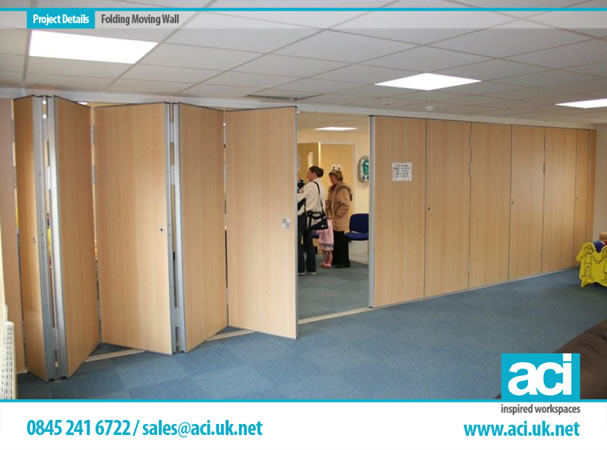 Project Details Folding Moving Wall
aci
inspired workspaces
0845 241 6722 / sales@aci.uk.net
www.aci.uk.net